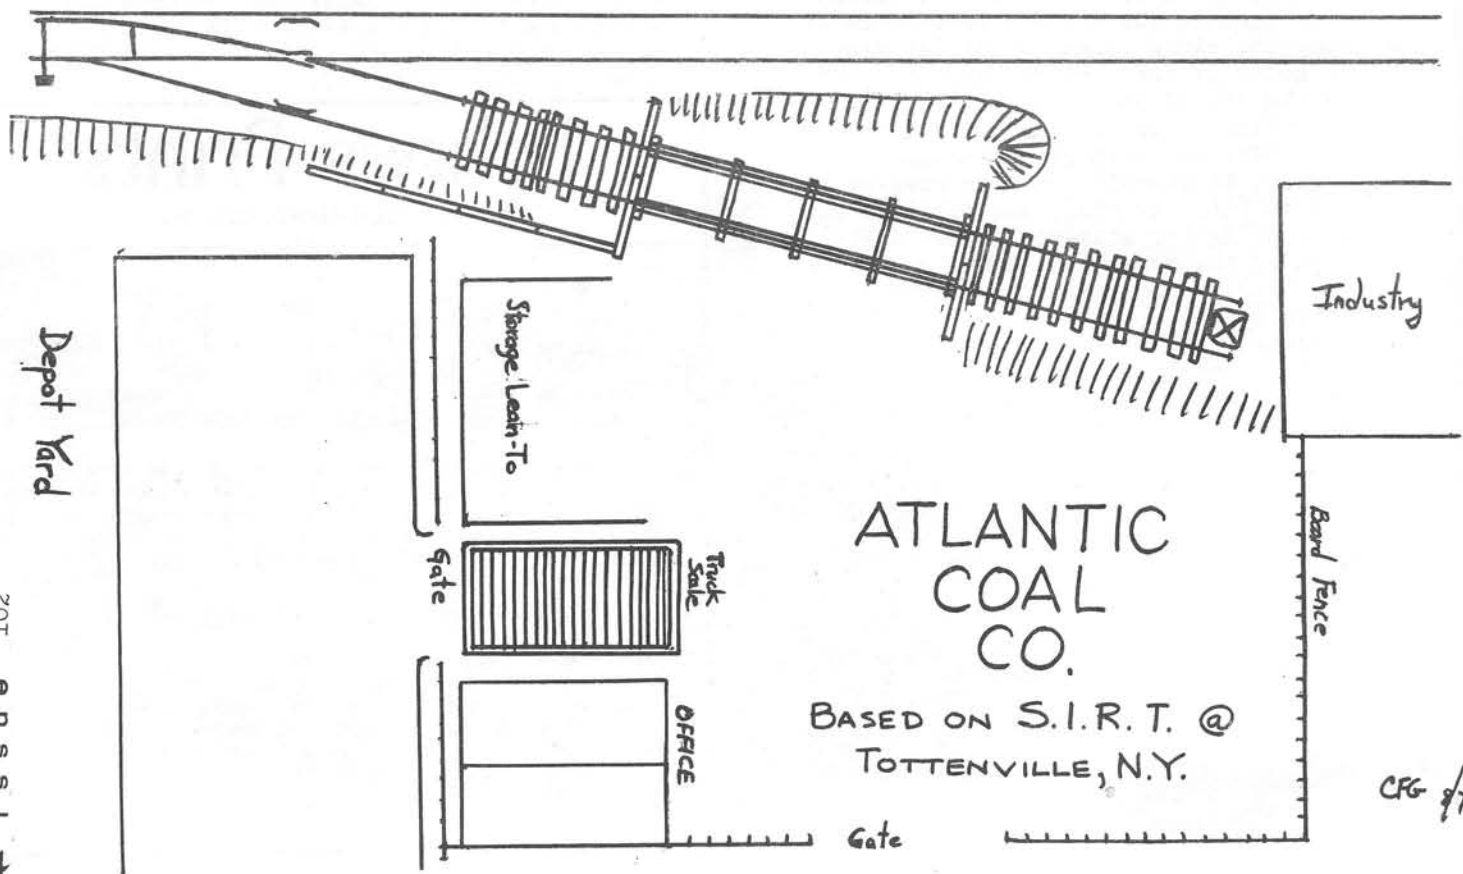 Industry
Storage Lean-To
Depot Yard
Gate
Truck
Scale
OFFICE
ATLANTIC
COAL
CO.
BASED ON S.I.R.T. @
TOTTENVILLE, N.Y.
Board Fence
Gate
CFG